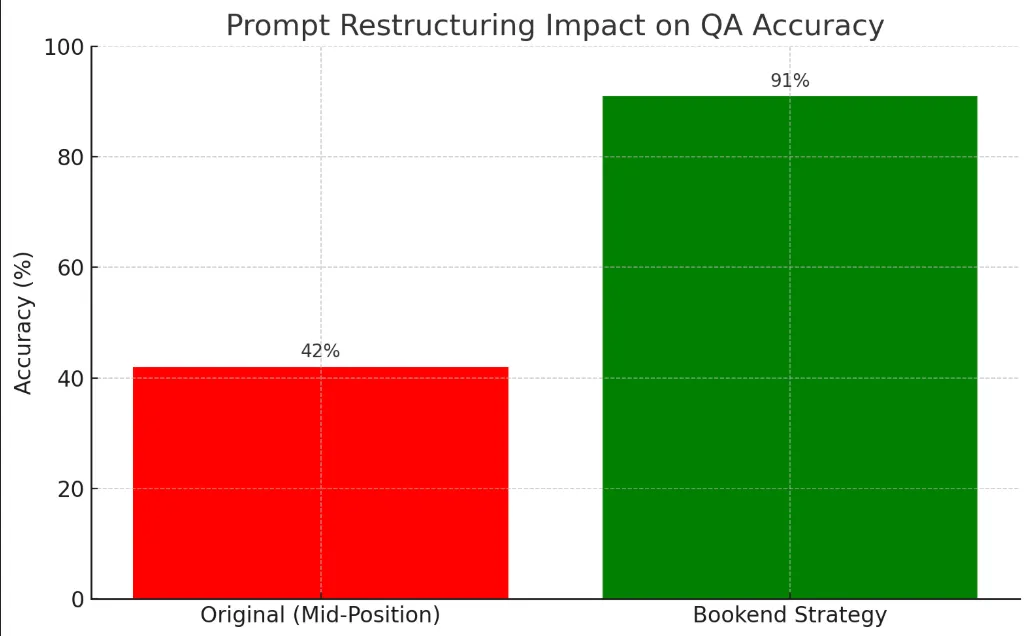 Prompt Restructuring Impact on QA Accuracy
100
80
60
40
20
0
Accuracy (%)
42%
91%
Original (Mid-Position)
Bookend Strategy